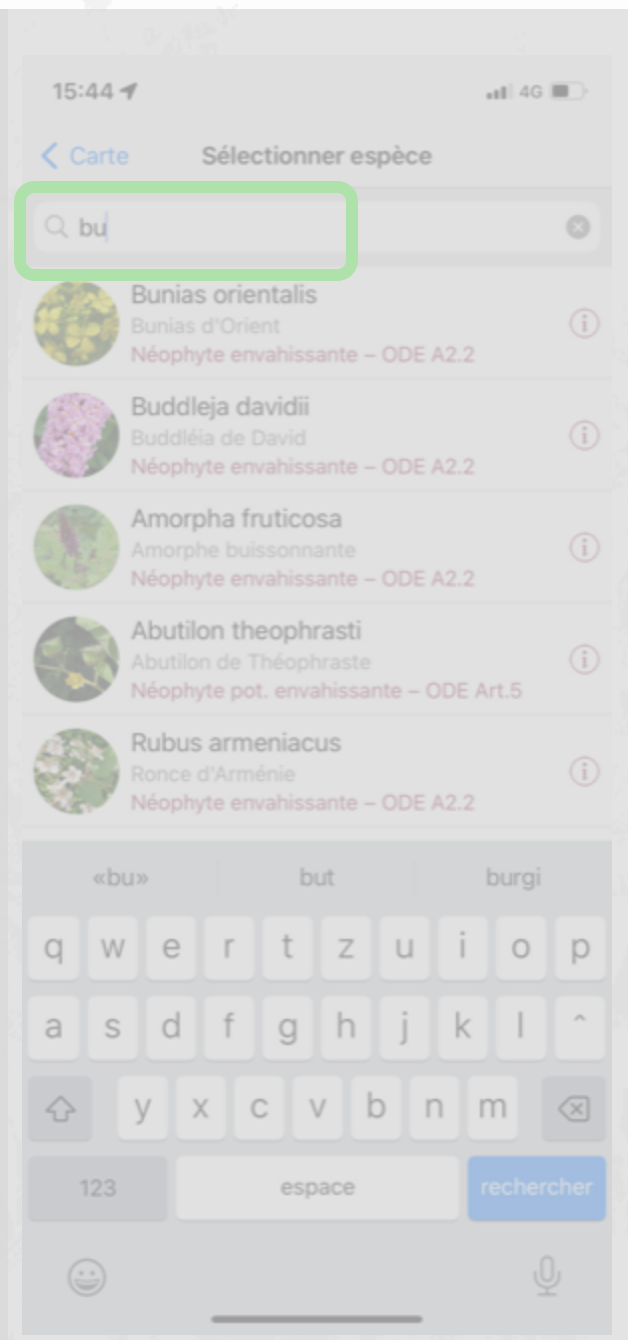 15:44 4G
Carte Sélectionner espèce
bu
Bunias orientalis
Bunias d'Orient
Néophyte envahissante – ODE A2.2
Buddleja davidii
Buddléia de David
Néophyte envahissante – ODE A2.2
Amorpha fruticosa
Amorphe buissonnante
Néophyte envahissante – ODE A2.2
Abutilon theophrasti
Abutilon de Théophraste
Néophyte pot. envahissante – ODE Art.5
Rubus armeniacus
Ronce d'Arménie
Néophyte envahissante – ODE A2.2
«bu» but burgi
q w e r t z u i o p
a s d f g h j k l ^
y x c v b n m
123 espace rechercher